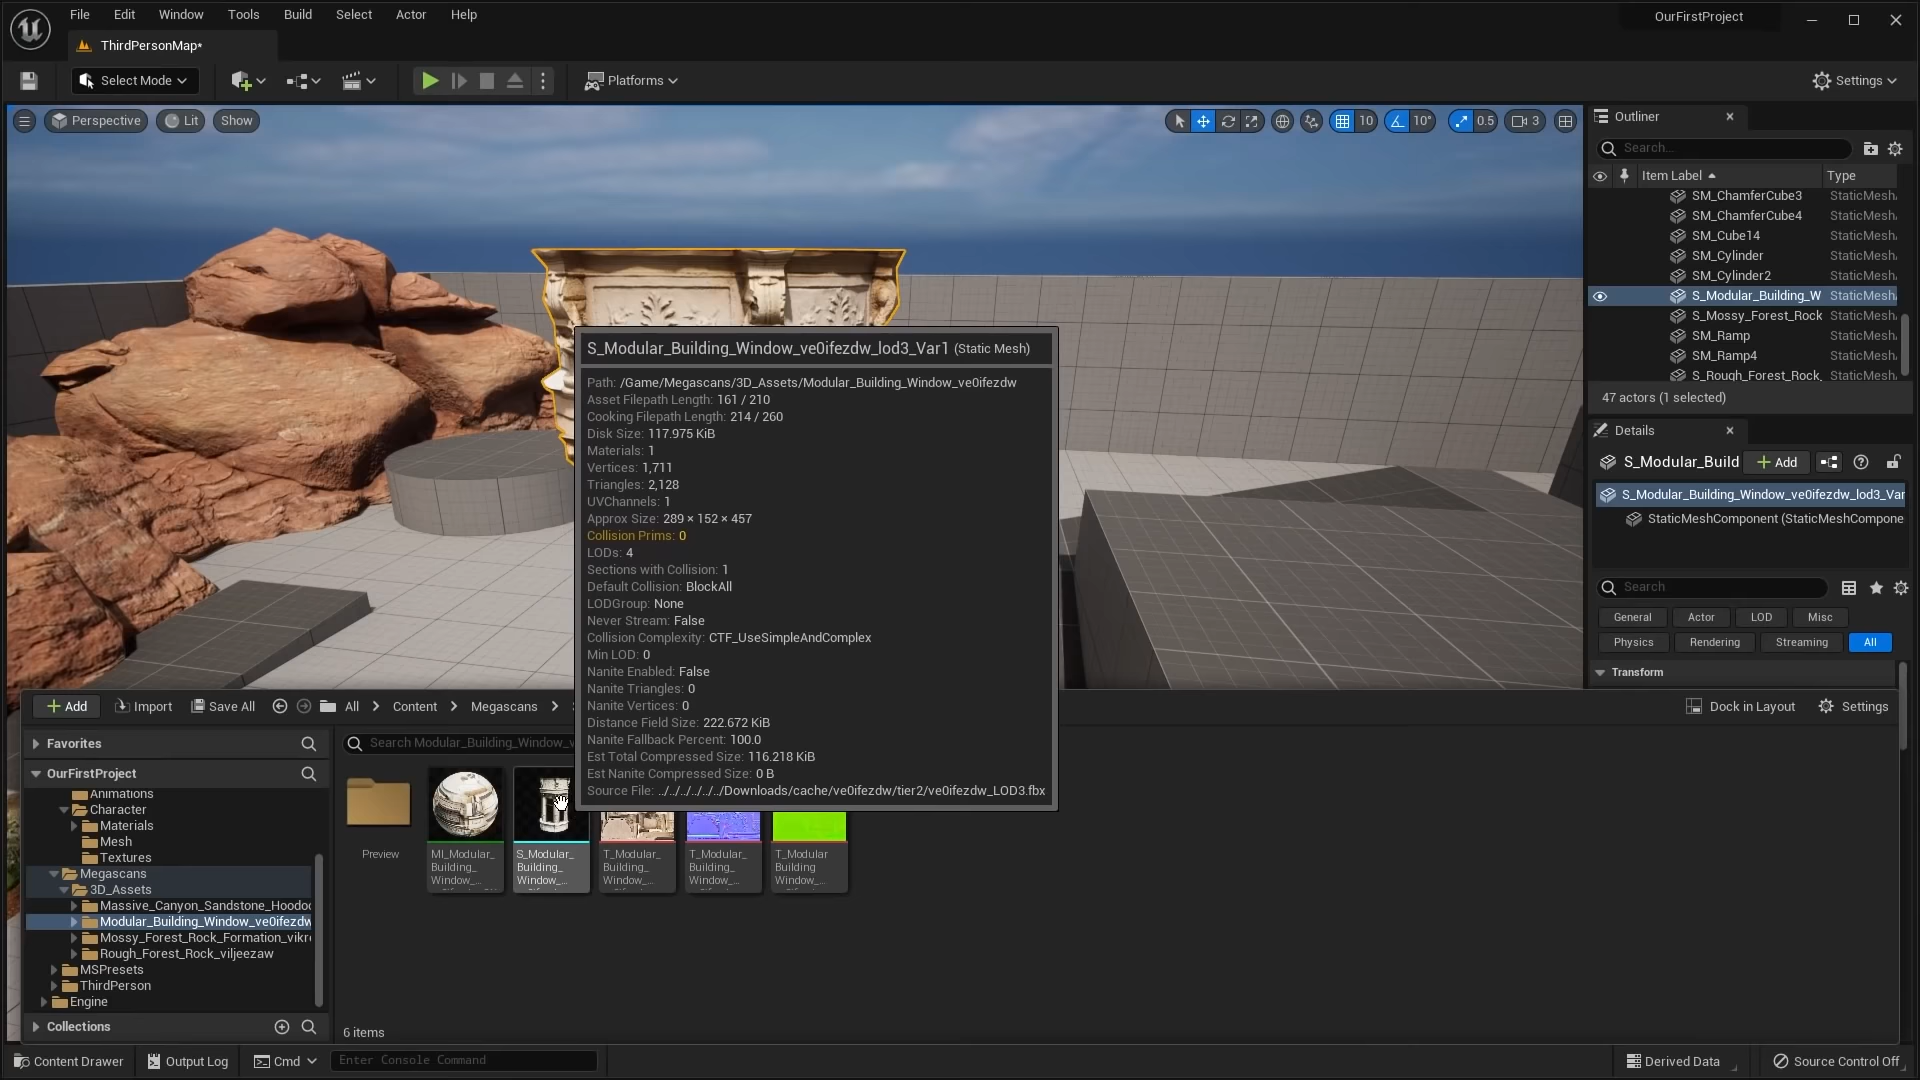 File Edit Window Tools Build Select Actor Help
OurFirstProject
ThirdPersonMap*
Select Mode
Platforms
Settings
Perspective
Lit
Show
10
10°
0.5
3
Outliner
Search...
Item Label
Type
SM_ChamferCube3 StaticMesh
SM_ChamferCube4 StaticMesh
SM_Cube14 StaticMesh
SM_Cylinder StaticMesh
SM_Cylinder2 StaticMesh
S_Modular_Building_W StaticMesh
S_Mossy_Forest_Rock StaticMesh
SM_Ramp StaticMesh
SM_Ramp4 StaticMesh
S_Rough_Forest_Rock_ StaticMesh
47 actors (1 selected)
Details
S_Modular_Build
Add
S_Modular_Building_Window_ve0ifezdw_lod3_Var
StaticMeshComponent (StaticMeshCompone
Search
General Actor LOD Misc
Physics Rendering Streaming All
Transform
S_Modular_Building_Window_ve0ifezdw_lod3_Var1 (Static Mesh)
Path: /Game/Megascans/3D_Assets/Modular_Building_Window_ve0ifezdw
Asset Filepath Length: 161 / 210
Cooking Filepath Length: 214 / 260
Disk Size: 117.975 KiB
Materials: 1
Vertices: 1,711
Triangles: 2,128
UVChannels: 1
Approx Size: 289 × 152 × 457
Collision Prims: 0
LODs: 4
Sections with Collision: 1
Default Collision: BlockAll
LODGroup: None
Never Stream: False
Collision Complexity: CTF_UseSimpleAndComplex
Min LOD: 0
Nanite Enabled: False
Nanite Triangles: 0
Nanite Vertices: 0
Distance Field Size: 222.672 KiB
Nanite Fallback Percent: 100.0
Est Total Compressed Size: 116.218 KiB
Est Nanite Compressed Size: 0 B
Source File: ../../../../../../Downloads/cache/ve0ifezdw/tier2/ve0ifezdw_LOD3.fbx
Add
Import
Save All
All > Content > Megascans >
Dock in Layout
Settings
Favorites
OurFirstProject
Animations
Character
Materials
Mesh
Textures
Megascans
3D_Assets
Massive_Canyon_Sandstone_Hoodoo
Modular_Building_Window_ve0ifezdw
Mossy_Forest_Rock_Formation_vikr
Rough_Forest_Rock_viljeezaw
MSPresets
ThirdPerson
Engine
Collections
Search Modular_Building_Window_v
Preview
MI_Modular_
Building_
Window_...
S_Modular_
Building_
Window_...
T_Modular_
Building_
Window_...
T_Modular_
Building_
Window_...
T_Modular
Building
Window_...
6 items
Content Drawer
Output Log
Cmd
Enter Console Command
Derived Data
Source Control Off